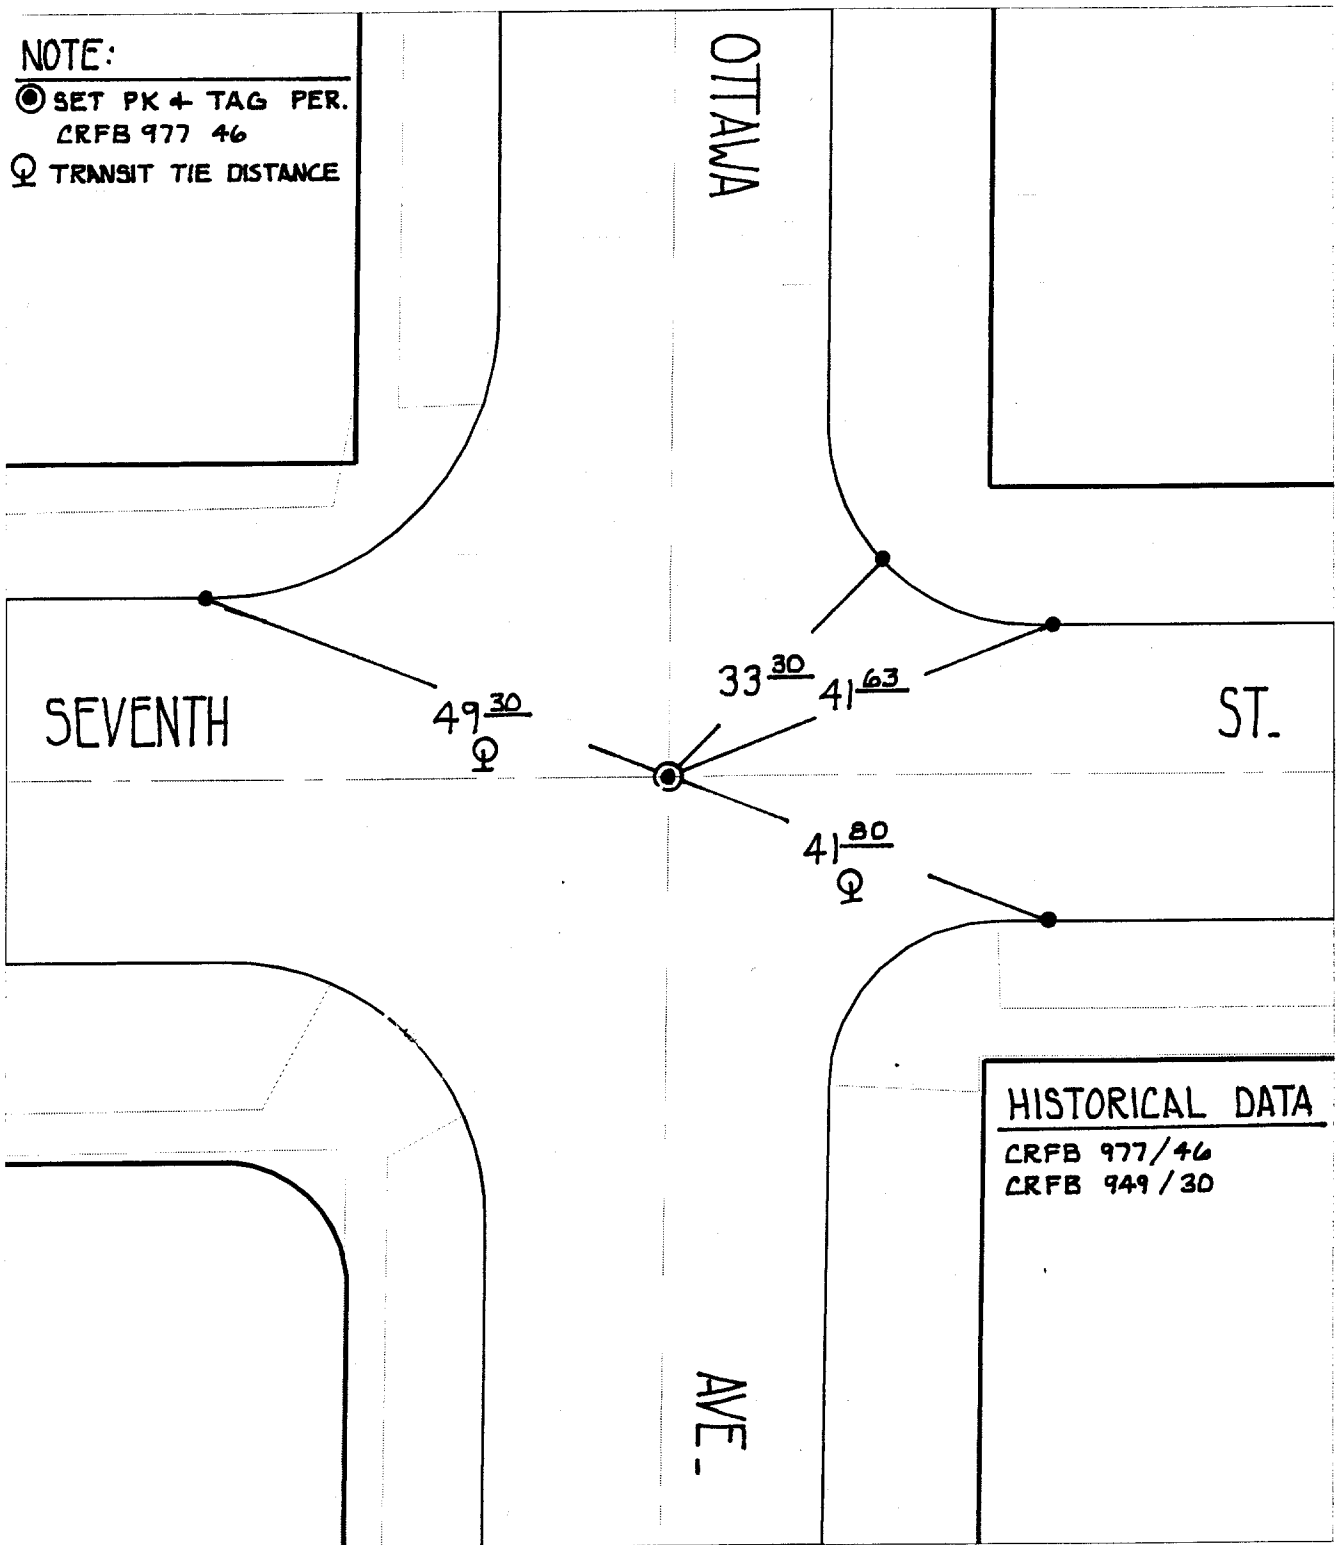 NOTE:
SET PK & TAG PER.
CRFB 977 46
TRANSIT TIE DISTANCE
OTTAWA
33 30
41 63
49 30
SEVENTH
ST.
41 80
HISTORICAL DATA
CRFB 977/46
CRFB 949/30
AVE.